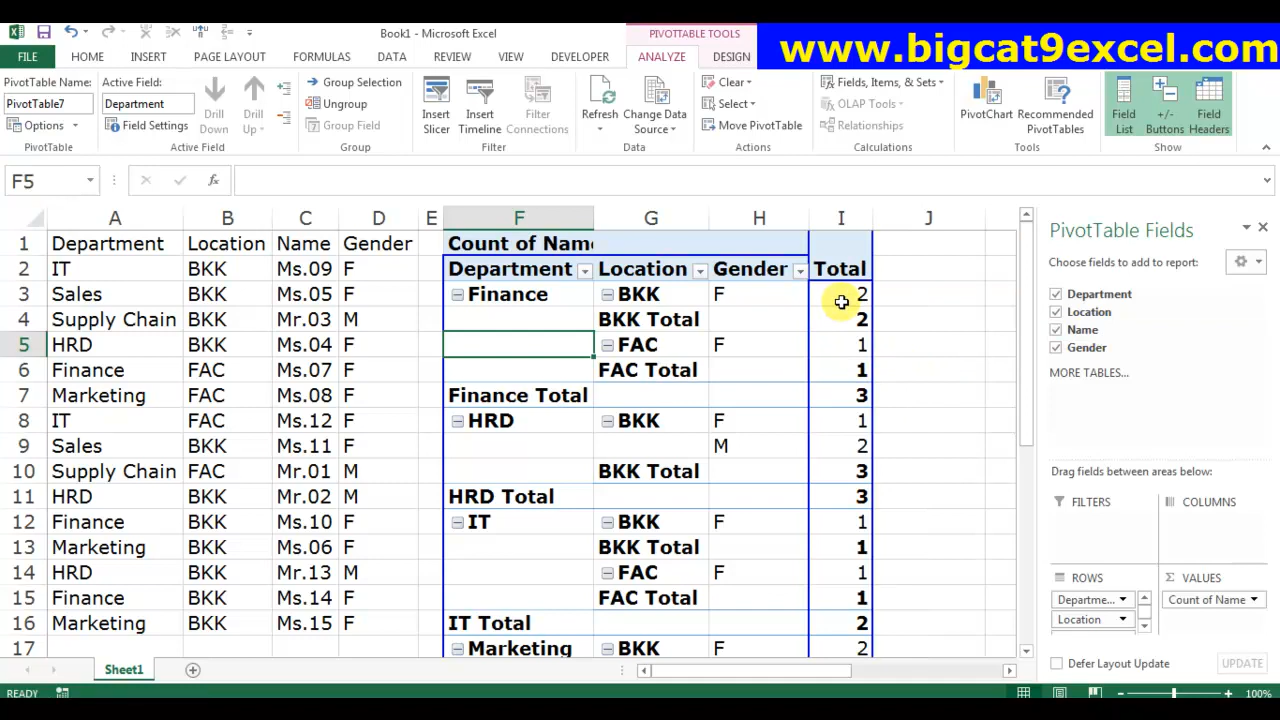 Book1 - Microsoft Excel
PIVOTTABLE TOOLS
www.bigcat9excel.com
FILE HOME INSERT PAGE LAYOUT FORMULAS DATA REVIEW VIEW DEVELOPER ANALYZE DESIGN
PivotTable Name:
PivotTable7
Options
PivotTable
Active Field:
Department
Field Settings
Drill Down
Drill Up
Active Field
Group Selection
Ungroup
Group Field
Group
Insert Slicer
Insert Timeline
Filter Connections
Filter
Refresh
Change Data Source
Data
Clear
Select
Move PivotTable
Actions
Fields, Items, & Sets
OLAP Tools
Relationships
Calculations
PivotChart
Recommended PivotTables
Tools
Field List
+/- Buttons
Field Headers
Show
F5
fx
A B C D E F G H I J
1 Department Location Name Gender Count of Name
2 IT BKK Ms.09 F Department Location Gender Total
3 Sales BKK Ms.05 F Finance BKK F 2
4 Supply Chain BKK Mr.03 M BKK Total 2
5 HRD BKK Ms.04 F FAC F 1
6 Finance FAC Ms.07 F FAC Total 1
7 Marketing FAC Ms.08 F Finance Total 3
8 IT FAC Ms.12 F HRD BKK F 1
9 Sales BKK Ms.11 F M 2
10 Supply Chain FAC Mr.01 M BKK Total 3
11 HRD BKK Mr.02 M HRD Total 3
12 Finance BKK Ms.10 F IT BKK F 1
13 Marketing BKK Ms.06 F BKK Total 1
14 HRD BKK Mr.13 M FAC F 1
15 Finance BKK Ms.14 F FAC Total 1
16 Marketing BKK Ms.15 F IT Total 2
17 Marketing BKK F 2
PivotTable Fields
Choose fields to add to report:
Department
Location
Name
Gender
MORE TABLES...
Drag fields between areas below:
FILTERS
COLUMNS
ROWS
VALUES
Departme...
Count of Name
Location
Defer Layout Update
UPDATE
Sheet1
READY
100%